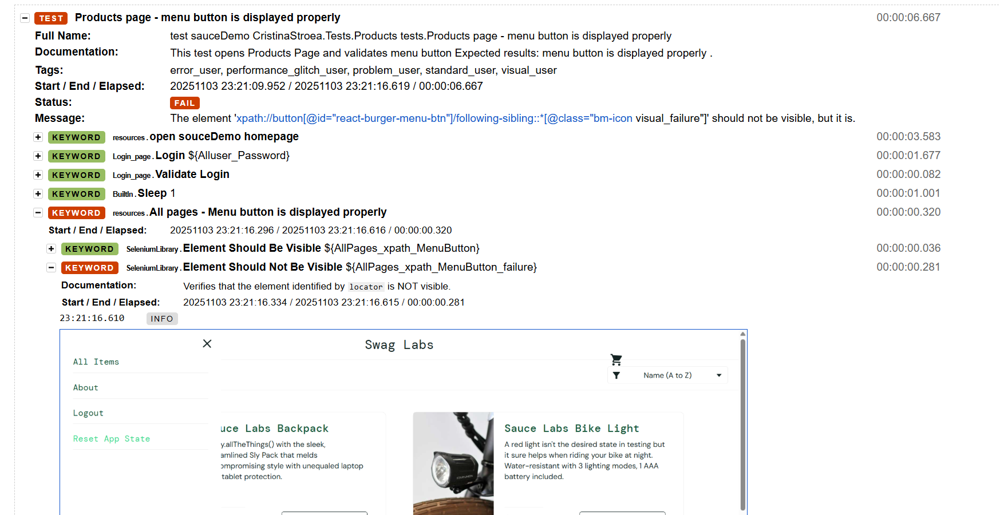 TEST Products page - menu button is displayed properly 00:00:06.667
Full Name: test sauceDemo CristinaStroea.Tests.Products tests.Products page - menu button is displayed properly
Documentation: This test opens Products Page and validates menu button Expected results: menu button is displayed properly .
Tags: error_user, performance_glitch_user, problem_user, standard_user, visual_user
Start / End / Elapsed: 20251103 23:21:09.952 / 20251103 23:21:16.619 / 00:00:06.667
Status: FAIL
Message: The element 'xpath://button[@id="react-burger-menu-btn"]/following-sibling::*[@class="bm-icon visual_failure"]' should not be visible, but it is.
KEYWORD resources.open souceDemo homepage 00:00:03.583
KEYWORD Login_page.Login ${Alluser_Password} 00:00:01.677
KEYWORD Login_page.Validate Login 00:00:00.082
KEYWORD BuiltIn.Sleep 1 00:00:01.001
KEYWORD resources.All pages - Menu button is displayed properly 00:00:00.320
Start / End / Elapsed: 20251103 23:21:16.296 / 20251103 23:21:16.616 / 00:00:00.320
KEYWORD SeleniumLibrary.Element Should Be Visible ${AllPages_xpath_MenuButton} 00:00:00.036
KEYWORD SeleniumLibrary.Element Should Not Be Visible ${AllPages_xpath_MenuButton_failure} 00:00:00.281
Documentation: Verifies that the element identified by locator is NOT visible.
Start / End / Elapsed: 20251103 23:21:16.334 / 20251103 23:21:16.615 / 00:00:00.281
23:21:16.610 INFO
Swag Labs
All Items
About
Logout
Reset App State
Name (A to Z)
uce Labs Backpack
y.allTheThings() with the sleek,
amlined Sly Pack that melds
ompromising style with unequaled laptop
tablet protection.
Sauce Labs Bike Light
A red light isn't the desired state in testing but
it sure helps when riding your bike at night.
Water-resistant with 3 lighting modes, 1 AAA
battery included.